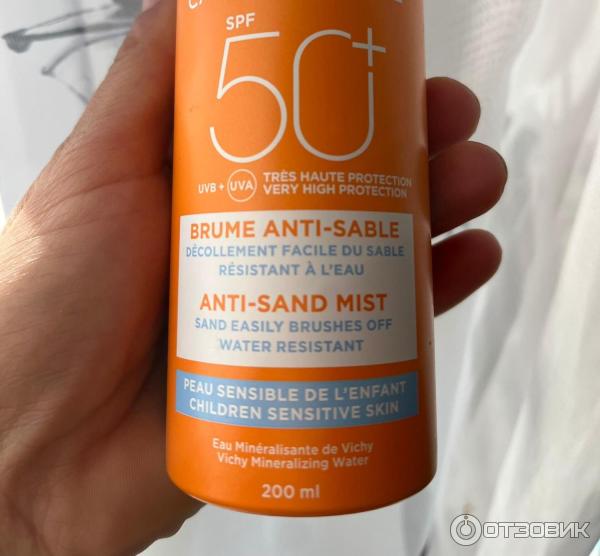 SPF
50+
UVB + UVA
TRÈS HAUTE PROTECTION
VERY HIGH PROTECTION
BRUME ANTI-SABLE
DÉCOLLEMENT FACILE DU SABLE
RÉSISTANT À L'EAU
ANTI-SAND MIST
SAND EASILY BRUSHES OFF
WATER RESISTANT
PEAU SENSIBLE DE L'ENFANT
CHILDREN SENSITIVE SKIN
Eau Minéralisante de Vichy
Vichy Mineralizing Water
200 ml
ОТЗОВИК